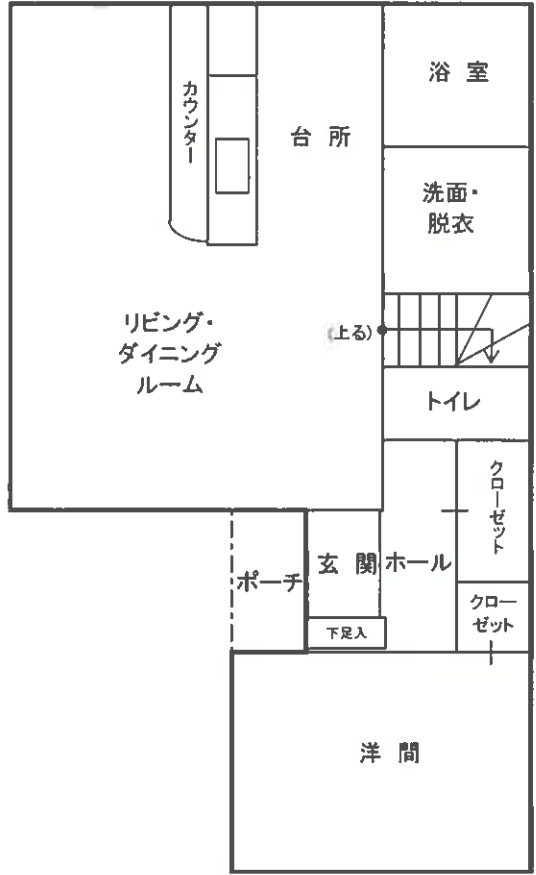 浴室
カウンター
台所
洗面・
脱衣
リビング・
ダイニング
ルーム
(上る)
トイレ
クローゼット
玄関
ホール
ポーチ
クロー
ゼット
下足入
洋間